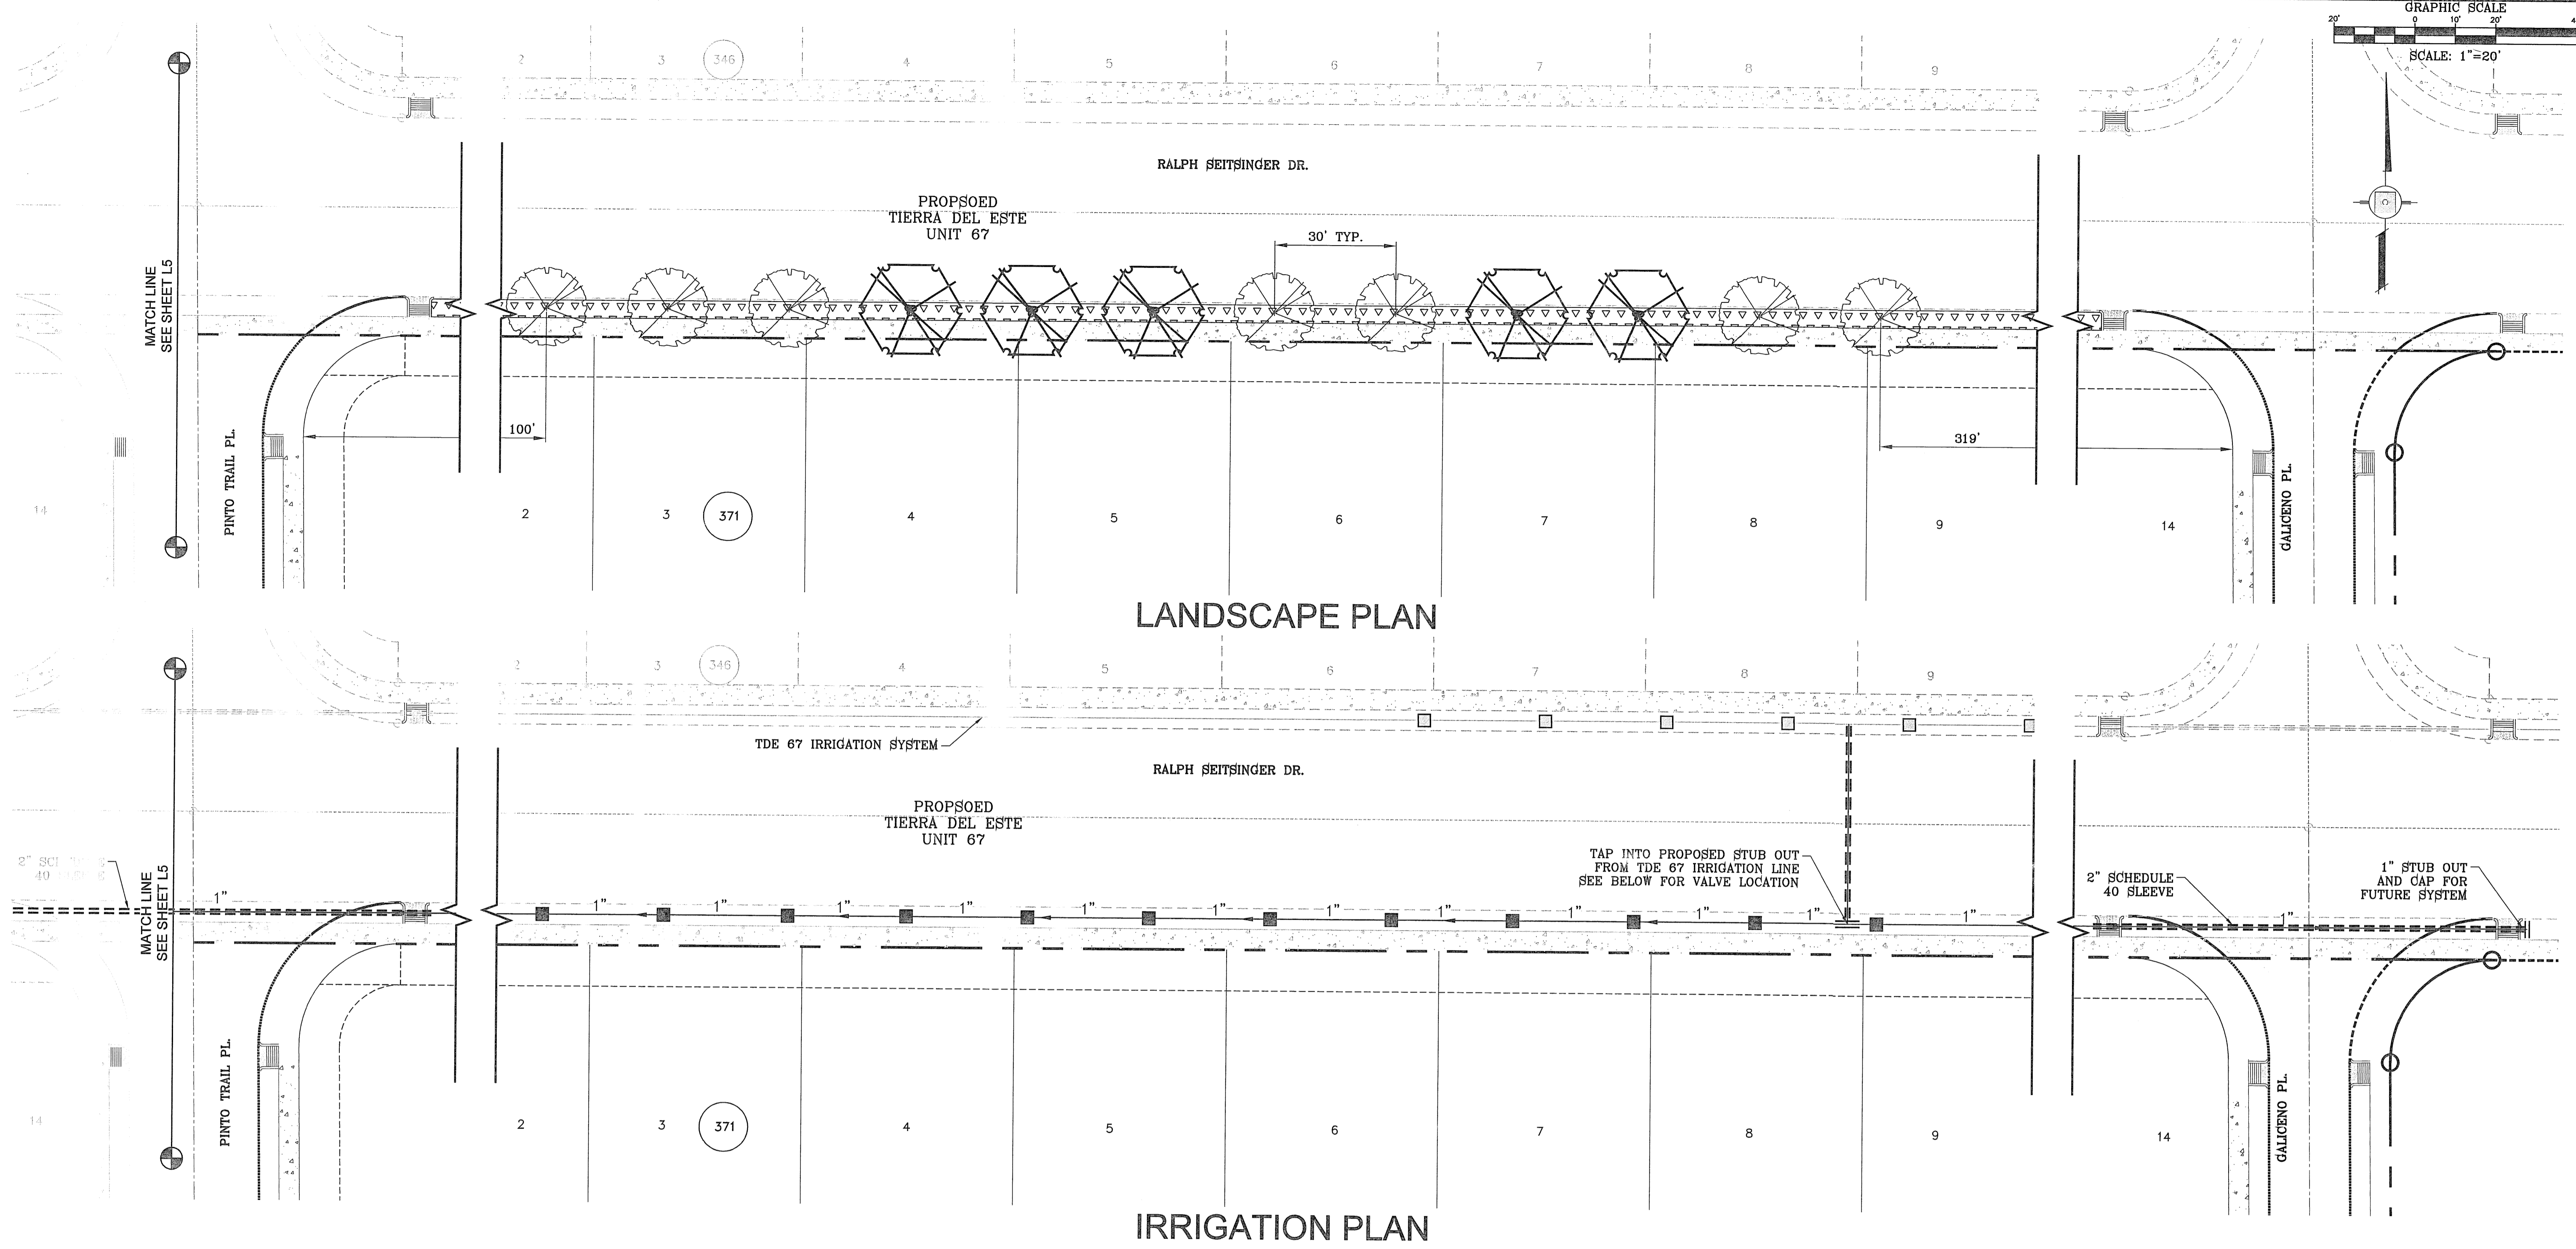 GRAPHIC SCALE
20' 0 10' 20' 4
SCALE: 1"=20'
2 3 346 4 5 6 7 8 9
RALPH SEITSINGER DR.
PROPSOED
TIERRA DEL ESTE
UNIT 67
30' TYP.
MATCH LINE
SEE SHEET L5
100'
319'
PINTO TRAIL PL.
GALICENO PL.
14 2 3 371 4 5 6 7 8 9 14
LANDSCAPE PLAN
2 3 346 4 5 6 7 8 9
TDE 67 IRRIGATION SYSTEM
RALPH SEITSINGER DR.
PROPSOED
TIERRA DEL ESTE
UNIT 67
TAP INTO PROPOSED STUB OUT
FROM TDE 67 IRRIGATION LINE
SEE BELOW FOR VALVE LOCATION
2" SCHEDULE
40 SLEEVE
1" STUB OUT
AND CAP FOR
FUTURE SYSTEM
2"
40
MATCH LINE
SEE SHEET L5
1" 1" 1" 1" 1" 1" 1" 1" 1" 1" 1" 1" 1" 1"
PINTO TRAIL PL.
GALICENO PL.
14 2 3 371 4 5 6 7 8 9 14
IRRIGATION PLAN